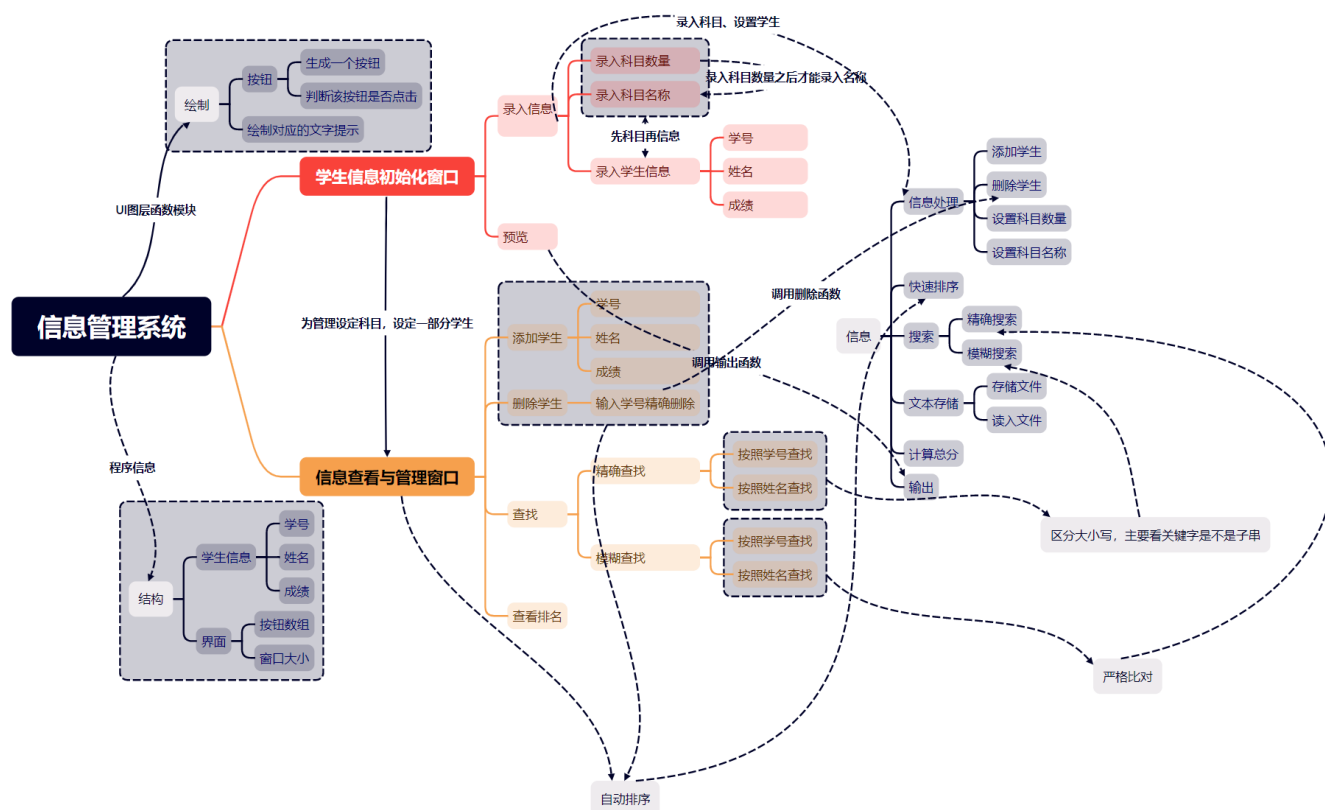 信息管理系统
UI图层函数模块
绘制
按钮
生成一个按钮
判断该按钮是否点击
绘制对应的文字提示
程序信息
结构
学生信息
学号
姓名
成绩
界面
按钮数组
窗口大小
学生信息初始化窗口
录入信息
录入科目数量
录入科目名称
录入科目、设置学生
录入科目数量之后才能录入名称
先科目再信息
录入学生信息
学号
姓名
成绩
预览
为管理设定科目，设定一部分学生
信息查看与管理窗口
添加学生
学号
姓名
成绩
删除学生
输入学号精确删除
查找
精确查找
按照学号查找
按照姓名查找
模糊查找
按照学号查找
按照姓名查找
查看排名
调用删除函数
调用输出函数
信息
信息处理
添加学生
删除学生
设置科目数量
设置科目名称
快速排序
搜索
精确搜索
模糊搜索
文本存储
存储文件
读入文件
计算总分
输出
区分大小写，主要看关键字是不是子串
严格比对
自动排序